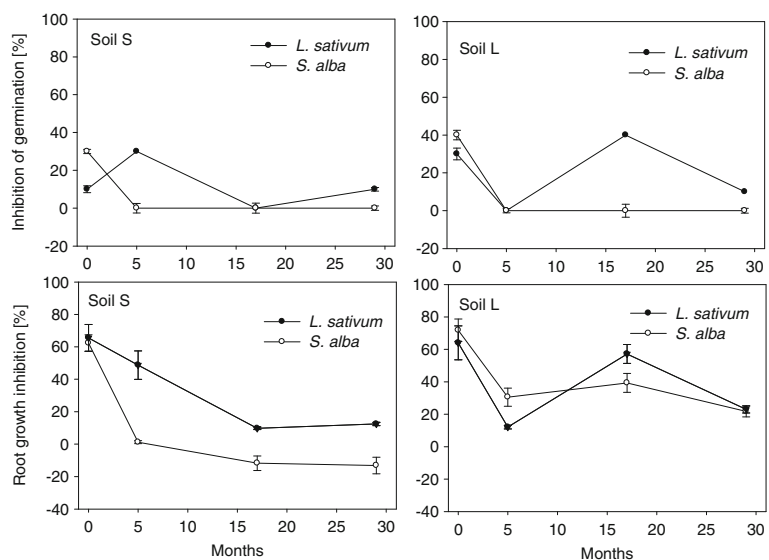 Inhibition of germination [%]
100
80
60
40
20
0
-20
Soil S
L. sativum
S. alba
0 5 10 15 20 25 30
100
80
60
40
20
0
-20
Soil L
L. sativum
S. alba
0 5 10 15 20 25 30
Root growth inhibition [%]
100
80
60
40
20
0
-20
-40
Soil S
L. sativum
S. alba
0 5 10 15 20 25 30
Months
100
80
60
40
20
0
-20
-40
Soil L
L. sativum
S. alba
0 5 10 15 20 25 30
Months